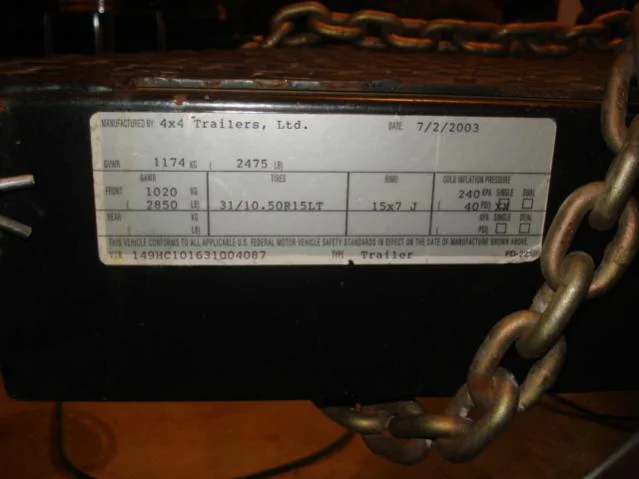 MANUFACTURED BY 4x4 Trailers, Ltd. DATE 7/2/2003
GVWR 1174 KG ( 2475 LB)
GAWR TIRES RIMS COLD INFLATION PRESSURE
FRONT 1020 KG 240 KPA SINGLE DUAL
( 2850 LB) 31/10.50R15LT 15x7 J ( 40 PSI) xx
REAR KG KPA SINGLE DUAL
( LB) PSI)
THIS VEHICLE CONFORMS TO ALL APPLICABLE U.S. FEDERAL MOTOR VEHICLE SAFETY STANDARDS IN EFFECT ON THE DATE OF MANUFACTURE SHOWN ABOVE.
V.I.N. 149HC101631004087 TYPE Trailer